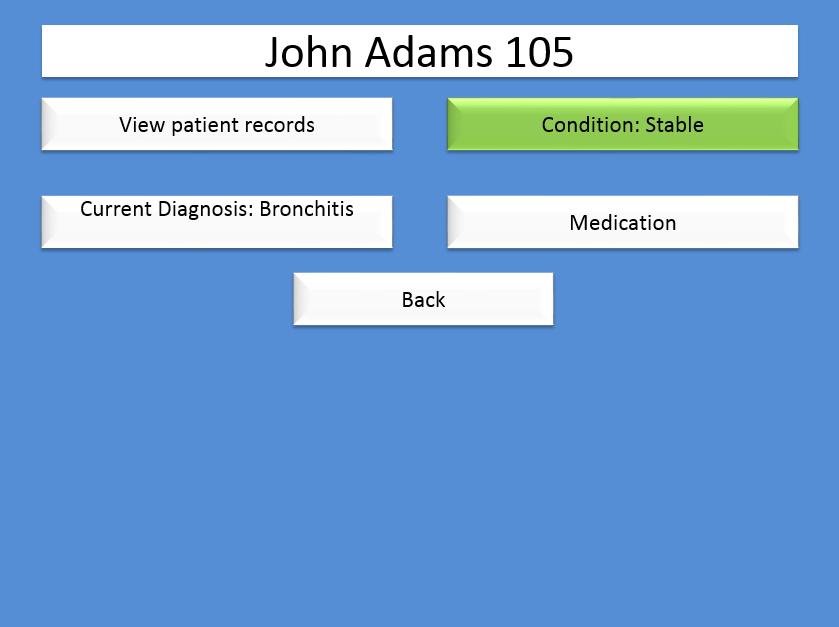 John Adams 105
View patient records
Condition: Stable
Current Diagnosis: Bronchitis
Medication
Back